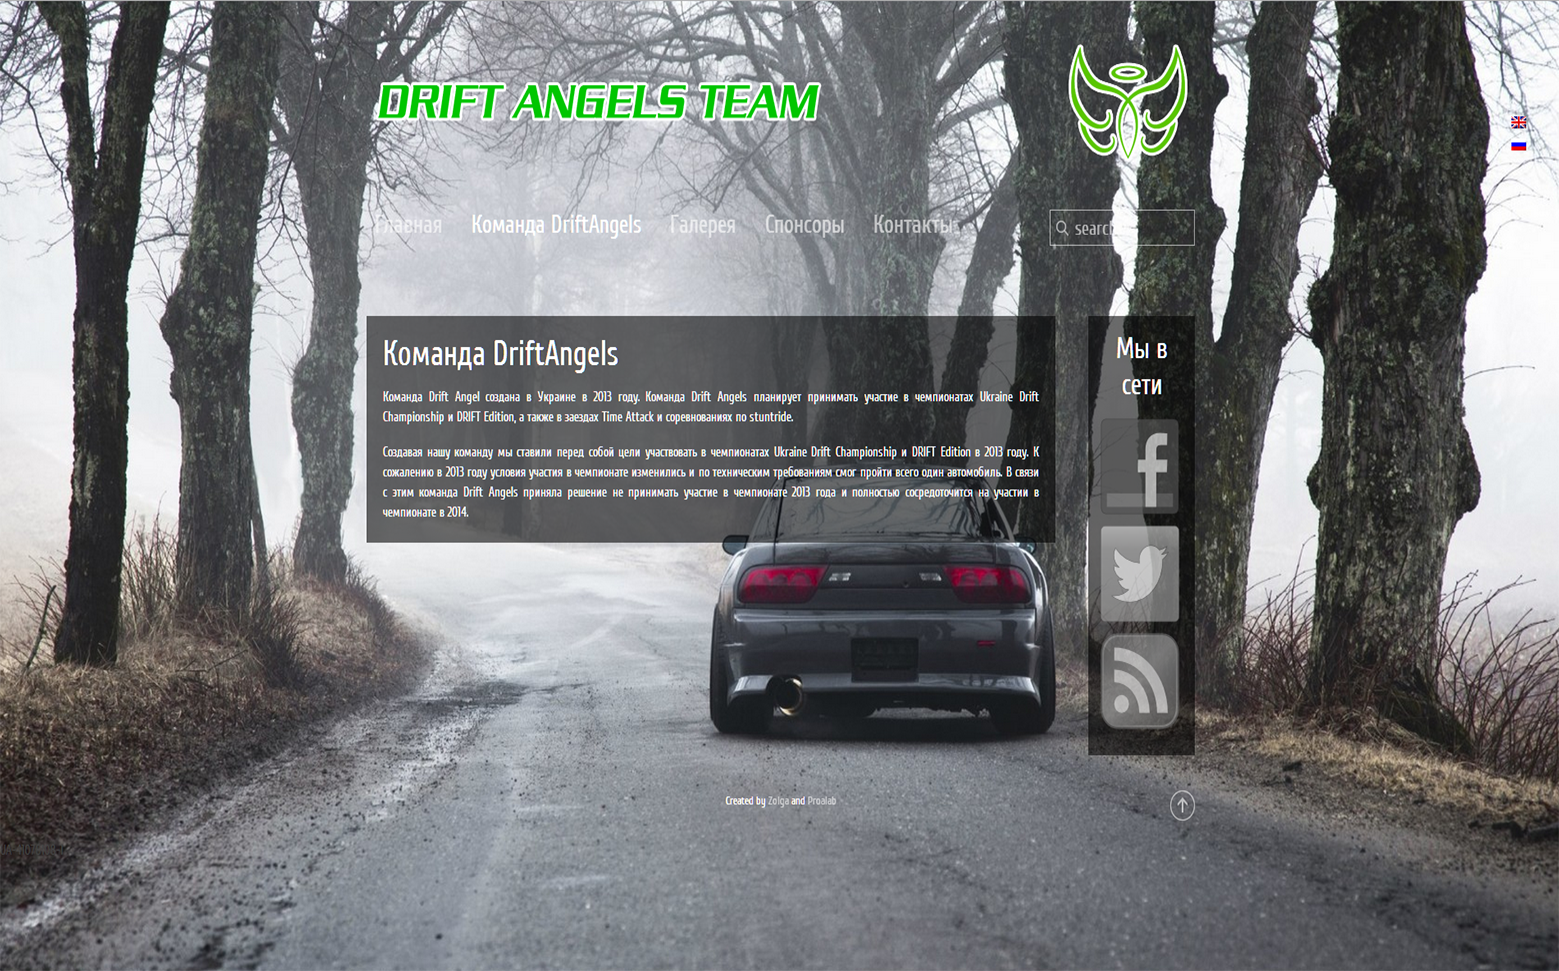 DRIFT ANGELS TEAM
Главная Команда DriftAngels Галерея Спонсоры Контакты
search
Команда DriftAngels
Команда Drift Angel создана в Украине в 2013 году. Команда Drift Angels планирует принимать участие в чемпионатах Ukraine Drift
Championship и DRIFT Edition, а также в заездах Time Attack и соревнованиях по stuntride.
Создавая нашу команду мы ставили перед собой цели участвовать в чемпионатах Ukraine Drift Championship и DRIFT Edition в 2013 году. К
сожалению в 2013 году условия участия в чемпионате изменились и по техническим требованиям смог пройти всего один автомобиль. В связи
с этим команда Drift Angels приняла решение не принимать участие в чемпионате 2013 года и полностью сосредоточится на участии в
чемпионате в 2014.
Мы в
сети
Created by Zolga and Proalab